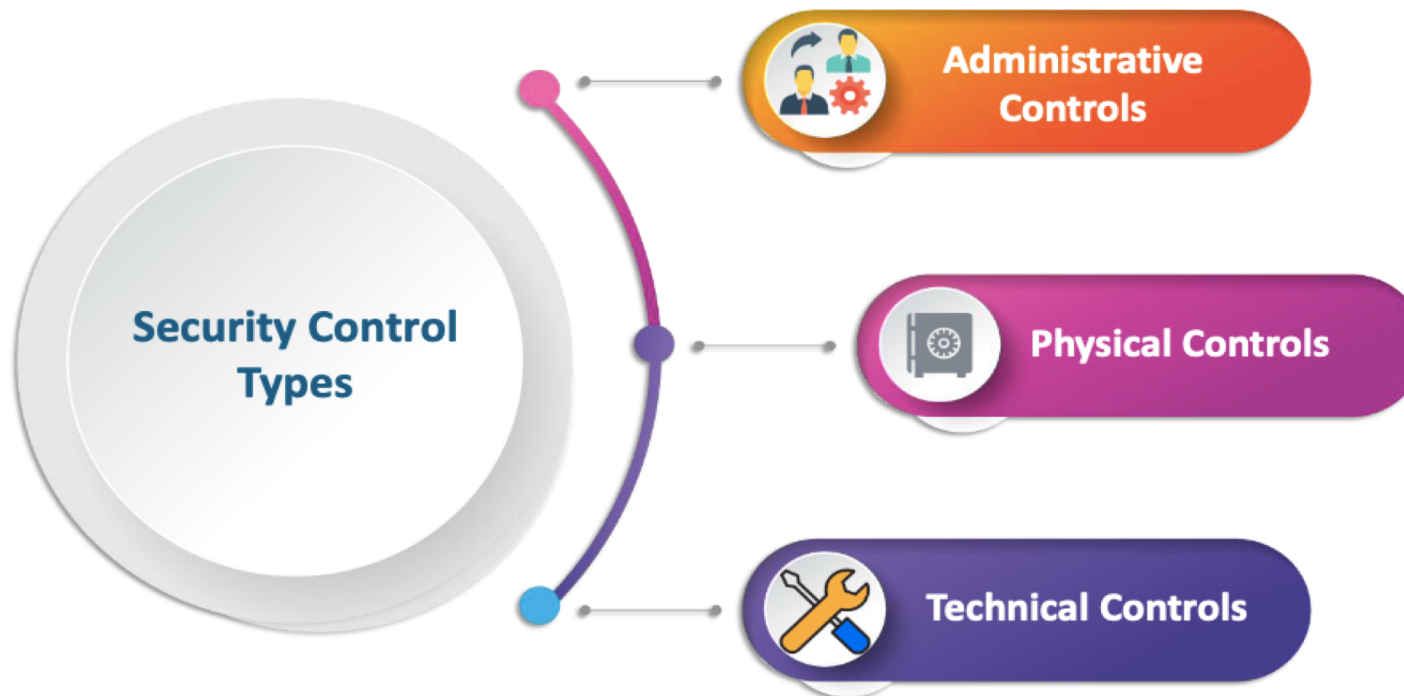 Security Control
Types
Administrative
Controls
Physical Controls
Technical Controls